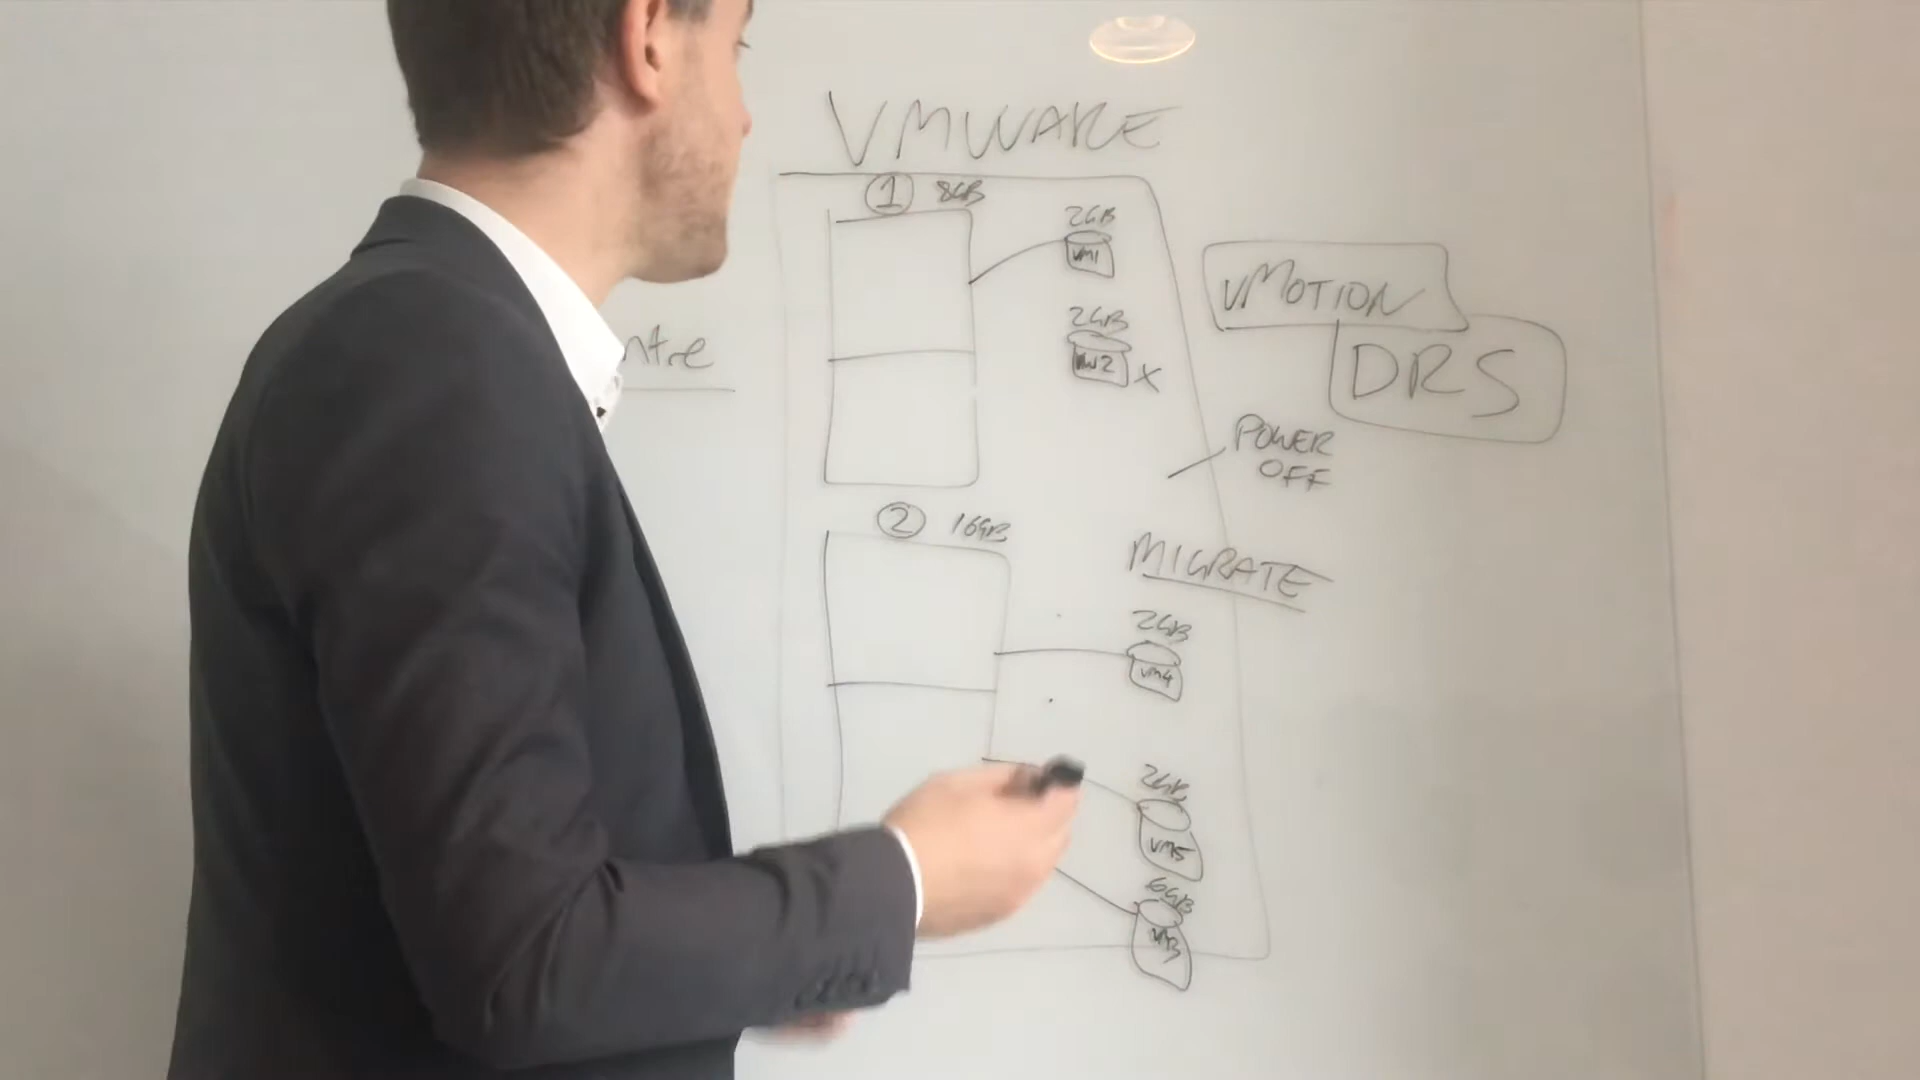 VMWARE
1 8GB
2GB
VM1
2GB
VM2 X
ntre
VMOTION
DRS
POWER
OFF
2 16GB
MIGRATE
2GB
VM4
2GB
VM5
6GB
VM3